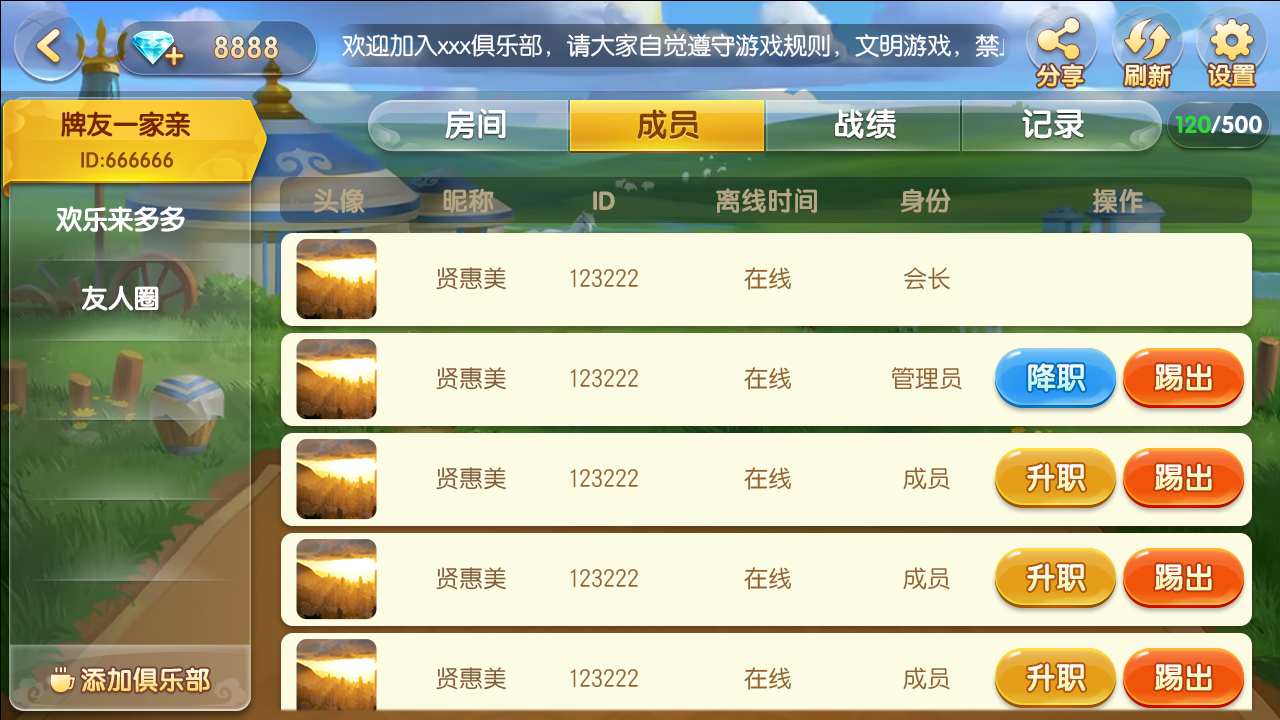 8888
欢迎加入xxx俱乐部，请大家自觉遵守游戏规则，文明游戏，禁
分享 刷新 设置
牌友一家亲
ID:666666
房间 成员 战绩 记录 120/500
欢乐来多多
友人圈
添加俱乐部
头像 昵称 ID 离线时间 身份 操作
贤惠美 123222 在线 会长
贤惠美 123222 在线 管理员 降职 踢出
贤惠美 123222 在线 成员 升职 踢出
贤惠美 123222 在线 成员 升职 踢出
贤惠美 123222 在线 成员 升职 踢出